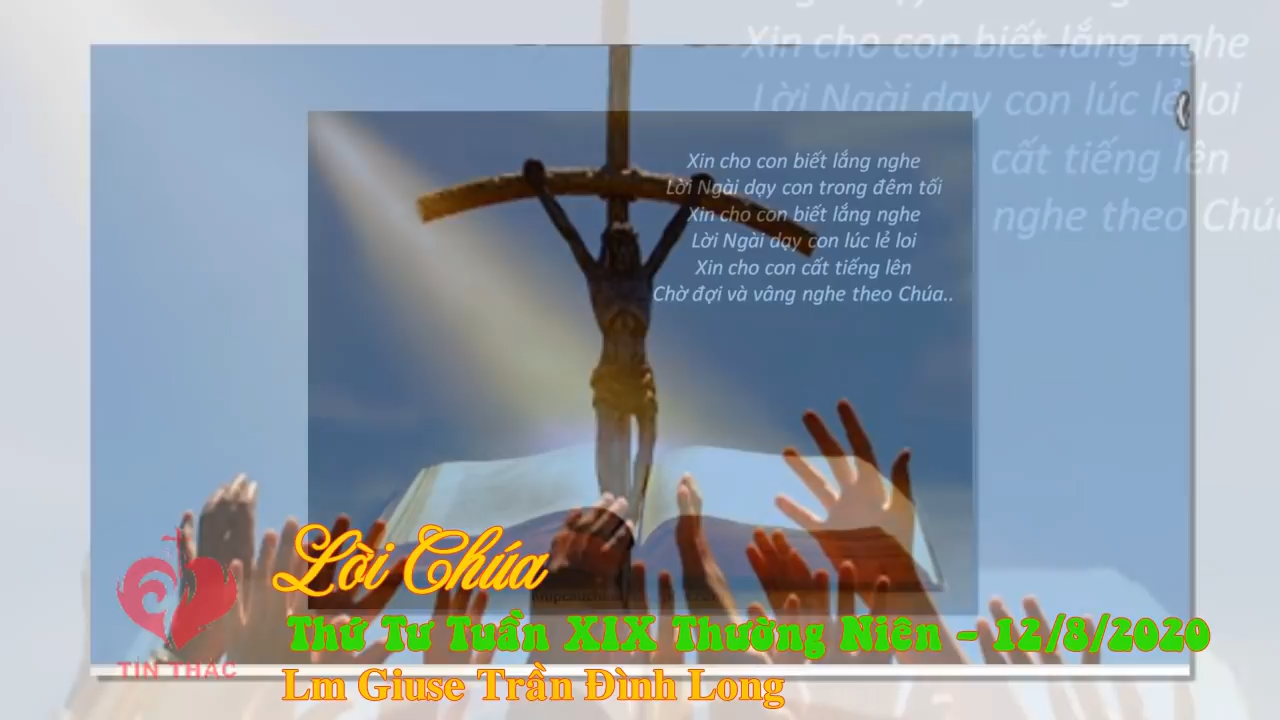 Xin cho con biết lắng nghe
Lời Ngài dạy con lúc lẻ loi
cất tiếng lên
nghe theo Chúa
Xin cho con biết lắng nghe
Lời Ngài dạy con trong đêm tối
Xin cho con biết lắng nghe
Lời Ngài dạy con lúc lẻ loi
Xin cho con cất tiếng lên
Chờ đợi và vâng nghe theo Chúa..
Lời Chúa
Thứ Tư Tuần XIX Thường Niên - 12/8/2020
TÍN THÁC
Lm Giuse Trần Đình Long